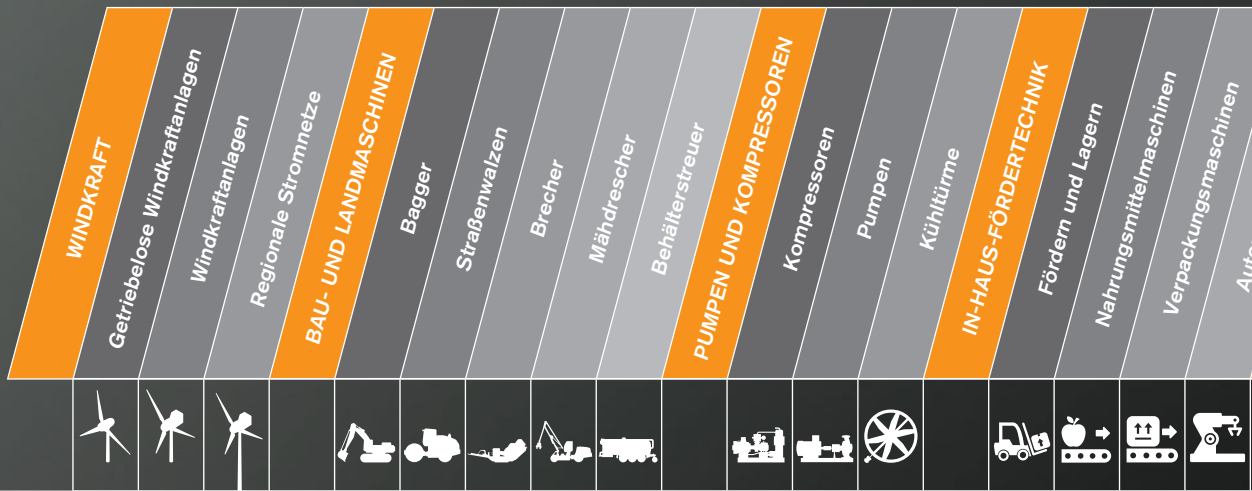 WINDKRAFT
Getriebelose Windkraftanlagen
Windkraftanlagen
Regionale Stromnetze
BAU- UND LANDMASCHINEN
Bagger
Straßenwalzen
Brecher
Mähdrescher
Behälterstreuer
PUMPEN UND KOMPRESSOREN
Kompressoren
Pumpen
Kühltürme
IN-HAUS-FÖRDERTECHNIK
Fördern und Lagern
Nahrungsmittelmaschinen
Verpackungsmaschinen